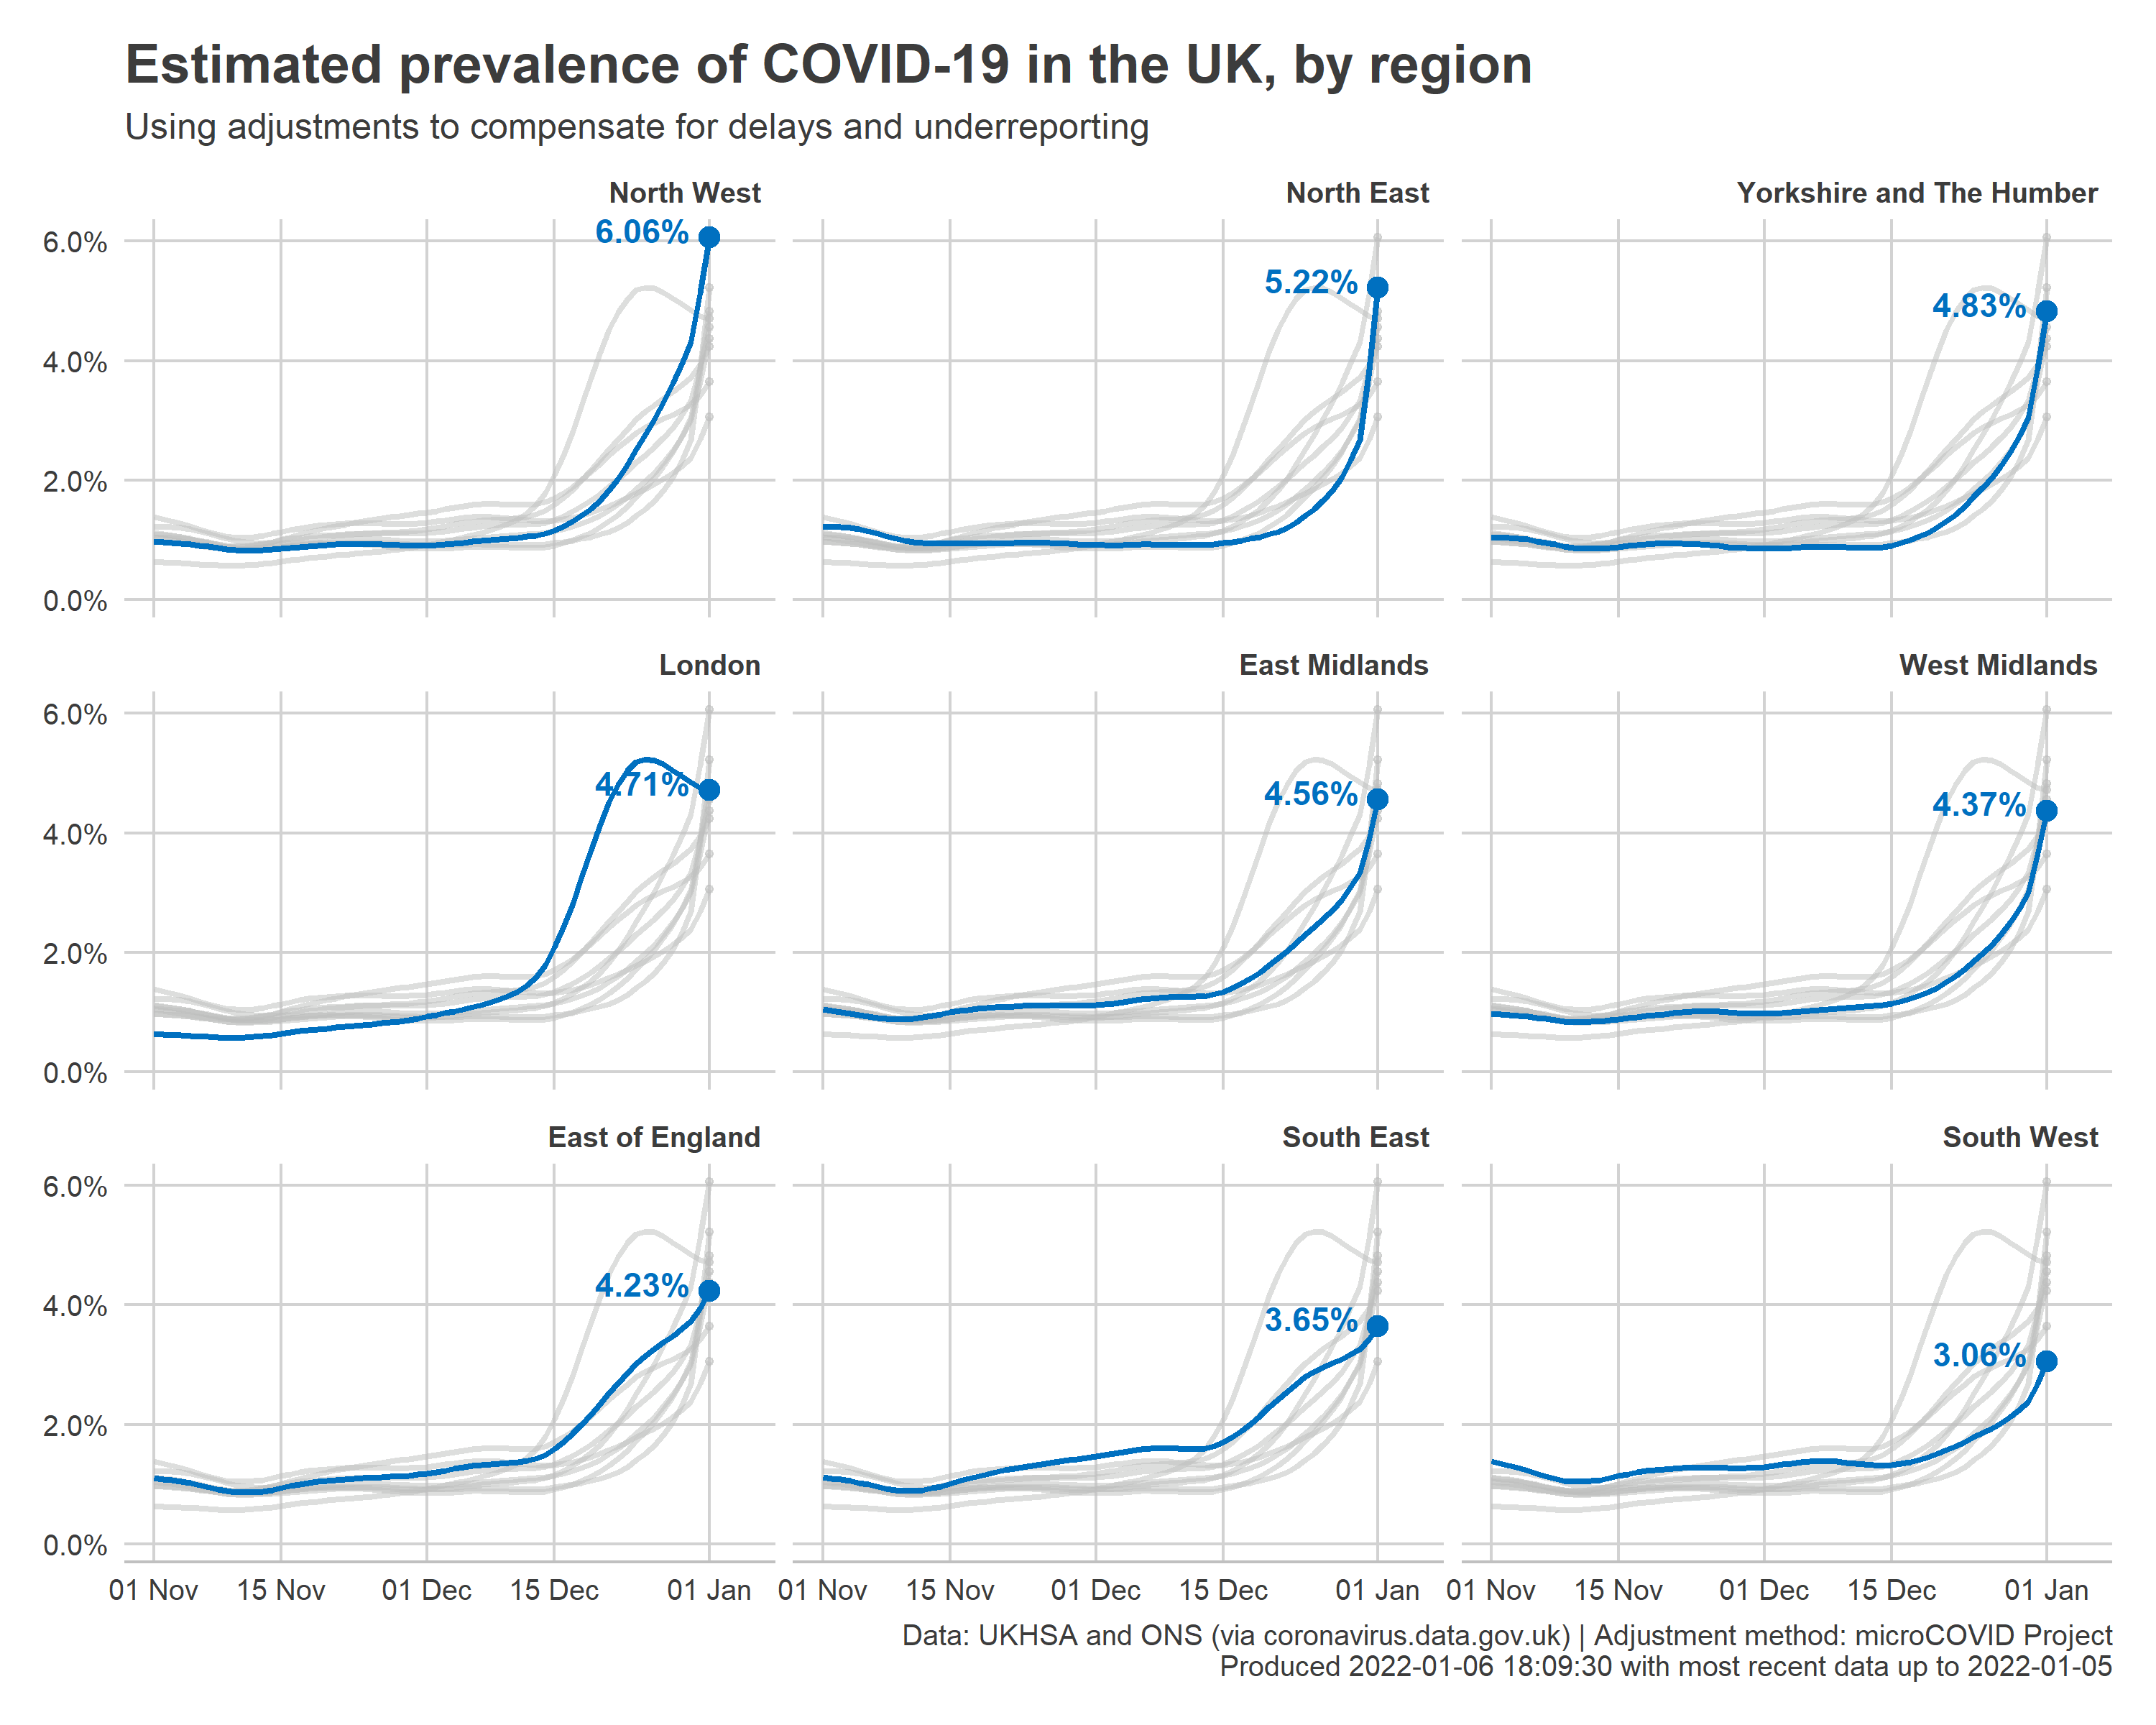 Estimated prevalence of COVID-19 in the UK, by region
Using adjustments to compensate for delays and underreporting
North West
North East
Yorkshire and The Humber
6.0%
4.0%
2.0%
0.0%
6.06%
5.22%
4.83%
London
East Midlands
West Midlands
6.0%
4.0%
2.0%
0.0%
4.71%
4.56%
4.37%
East of England
South East
South West
6.0%
4.0%
2.0%
0.0%
4.23%
3.65%
3.06%
01 Nov 15 Nov 01 Dec 15 Dec 01 Jan 01 Nov 15 Nov 01 Dec 15 Dec 01 Jan 01 Nov 15 Nov 01 Dec 15 Dec 01 Jan
Data: UKHSA and ONS (via coronavirus.data.gov.uk) | Adjustment method: microCOVID Project
Produced 2022-01-06 18:09:30 with most recent data up to 2022-01-05